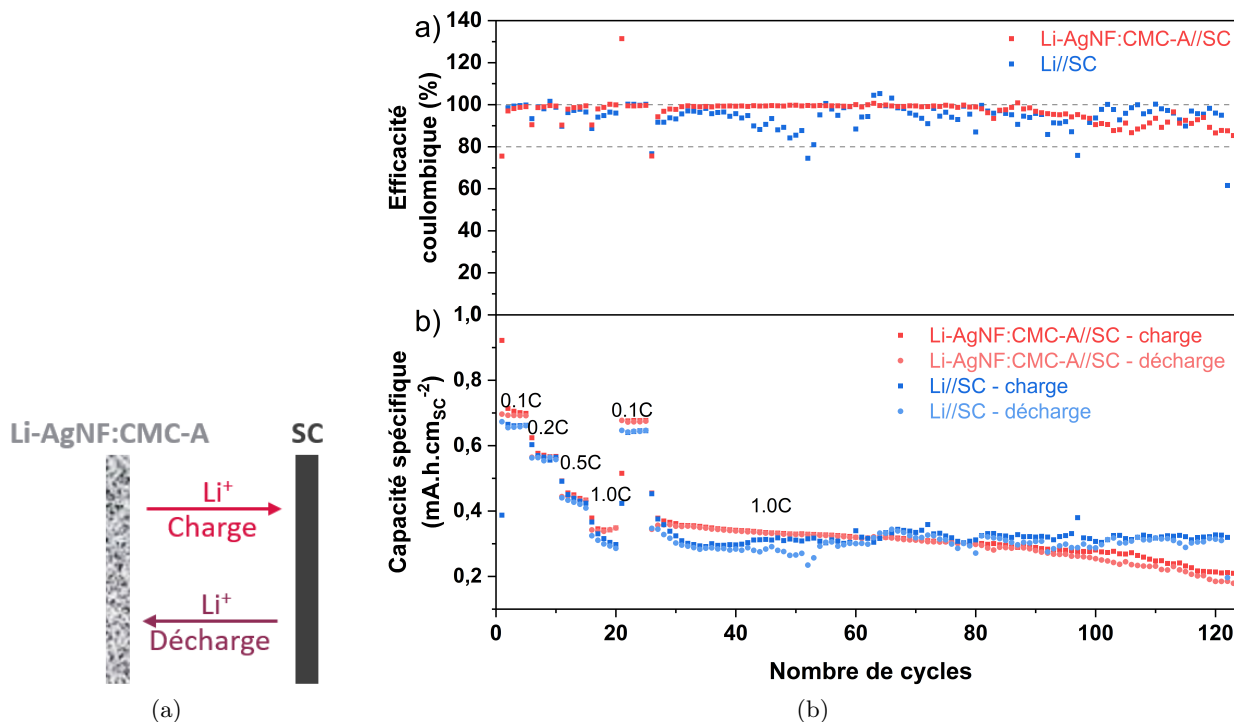 Li-AgNF:CMC-A
SC
Li+
Charge
Li+
Décharge
(a)
a)
Efficacité
coulombique (%)
140
120
100
80
60
40
20
0
Li-AgNF:CMC-A//SC
Li//SC
b)
Capacité spécifique
(mA.h.cmSC-2)
1,0
0,8
0,6
0,4
0,2
Li-AgNF:CMC-A//SC - charge
Li-AgNF:CMC-A//SC - décharge
Li//SC - charge
Li//SC - décharge
0.1C
0.2C
0.5C
1.0C
0.1C
1.0C
0
20
40
60
80
100
120
Nombre de cycles
(b)